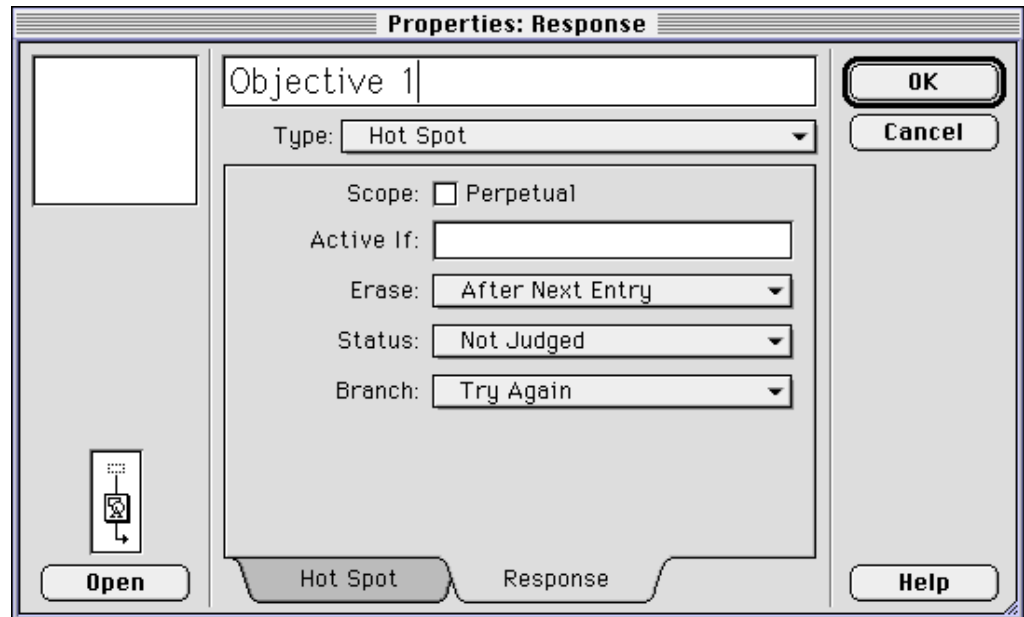 Properties: Response
Objective 1
OK
Type: Hot Spot
Cancel
Scope: Perpetual
Active If:
Erase: After Next Entry
Status: Not Judged
Branch: Try Again
Open
Hot Spot
Response
Help